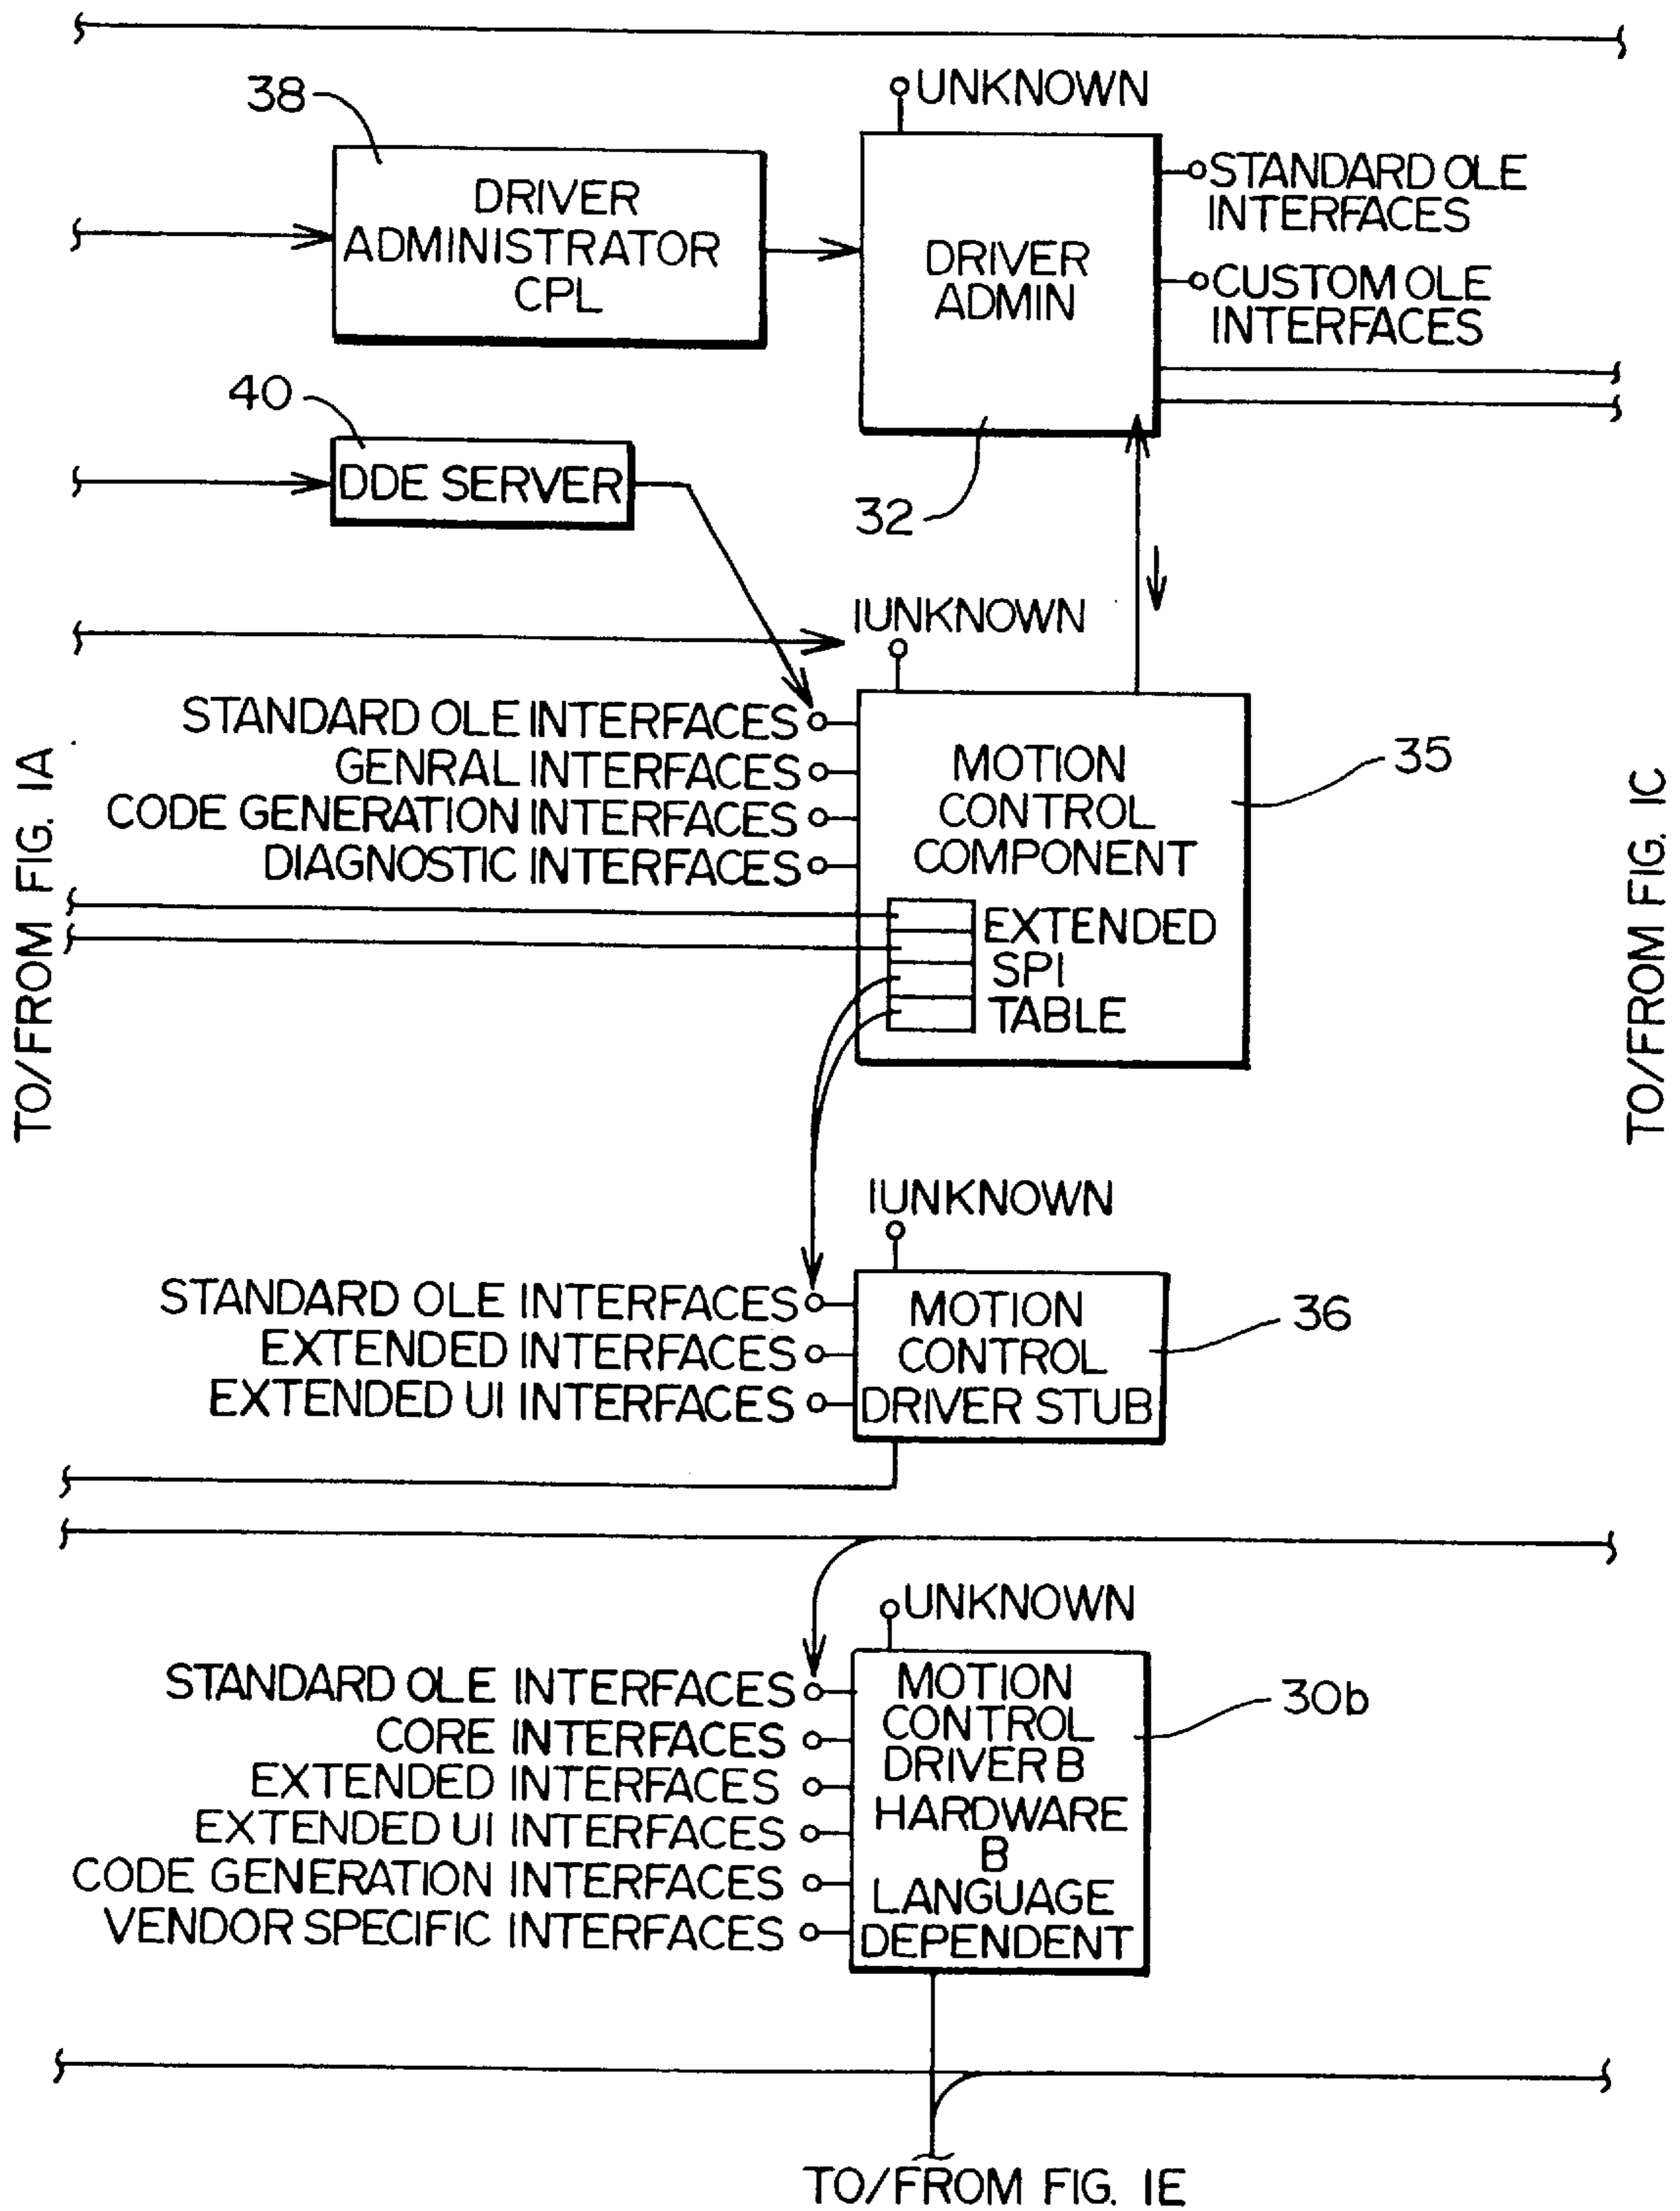 38
UNKNOWN
DRIVER
ADMINISTRATOR
CPL
DRIVER
ADMIN
STANDARD OLE
INTERFACES
CUSTOM OLE
INTERFACES
40
DDE SERVER
32
IUNKNOWN
STANDARD OLE INTERFACES
GENRAL INTERFACES
CODE GENERATION INTERFACES
DIAGNOSTIC INTERFACES
MOTION
CONTROL
COMPONENT
35
EXTENDED
SPI
TABLE
TO/FROM FIG. 1A
TO/FROM FIG. 1C
IUNKNOWN
STANDARD OLE INTERFACES
EXTENDED INTERFACES
EXTENDED UI INTERFACES
MOTION
CONTROL
DRIVER STUB
36
UNKNOWN
STANDARD OLE INTERFACES
CORE INTERFACES
EXTENDED INTERFACES
EXTENDED UI INTERFACES
CODE GENERATION INTERFACES
VENDOR SPECIFIC INTERFACES
MOTION
CONTROL
DRIVER B
HARDWARE
B
LANGUAGE
DEPENDENT
30b
TO/FROM FIG. 1E